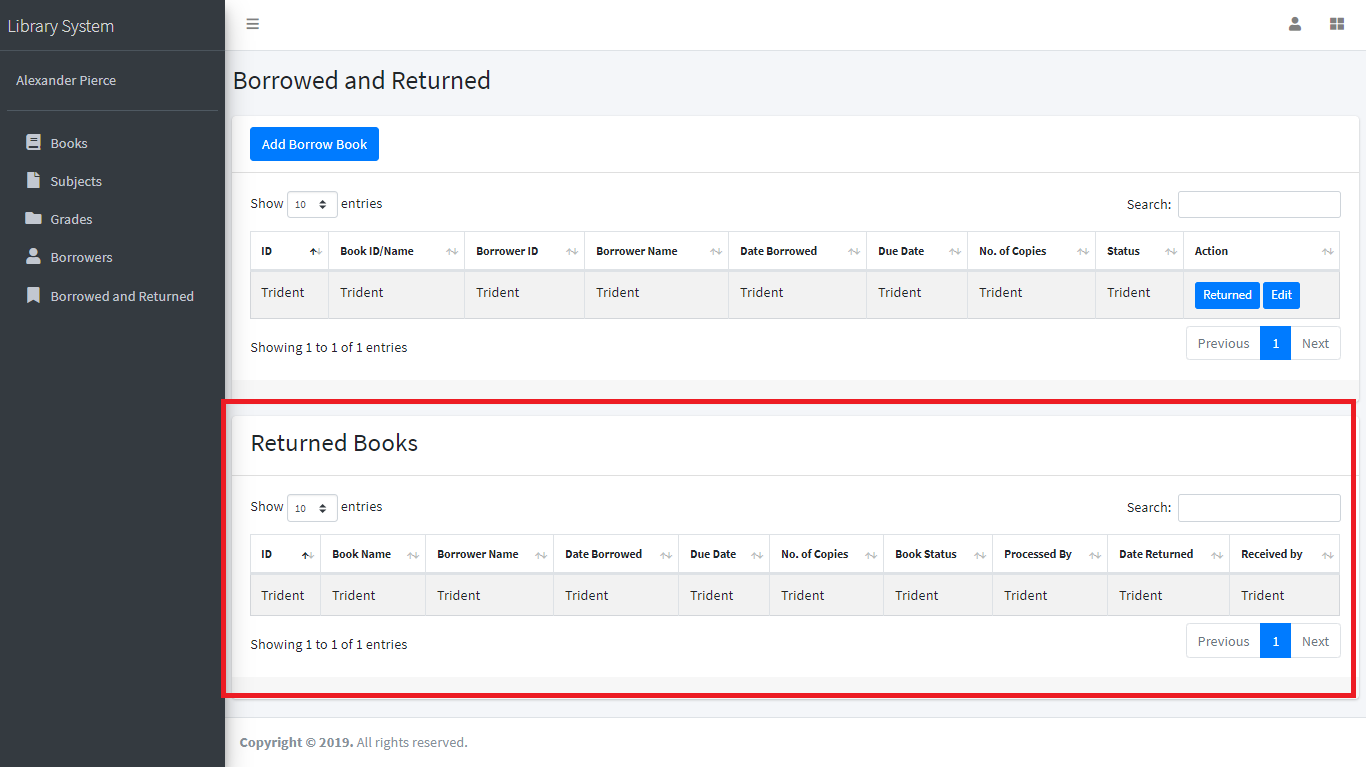 Library System
Alexander Pierce
Books
Subjects
Grades
Borrowers
Borrowed and Returned
Borrowed and Returned
Add Borrow Book
Show 10 entries Search:
ID Book ID/Name Borrower ID Borrower Name Date Borrowed Due Date No. of Copies Status Action
Trident Trident Trident Trident Trident Trident Trident Trident Returned Edit
Showing 1 to 1 of 1 entries Previous 1 Next
Returned Books
Show 10 entries Search:
ID Book Name Borrower Name Date Borrowed Due Date No. of Copies Book Status Processed By Date Returned Received by
Trident Trident Trident Trident Trident Trident Trident Trident Trident Trident
Showing 1 to 1 of 1 entries Previous 1 Next
Copyright © 2019. All rights reserved.